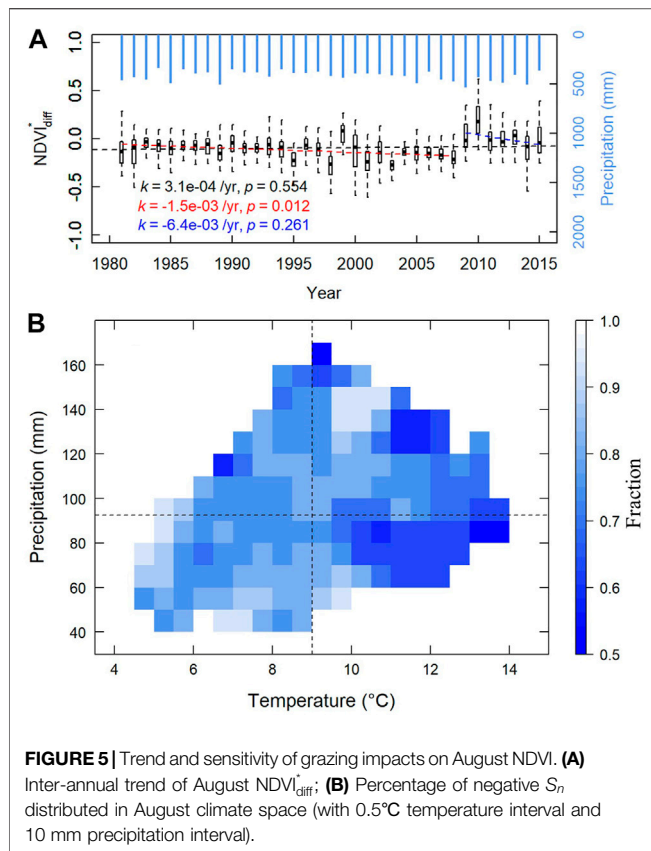 A
1.0
0.5
0.0
-0.5
-1.0
NDVI*diff
0
500
1000
1500
2000
Precipitation (mm)
k = 3.1e-04 /yr, p = 0.554
k = -1.5e-03 /yr, p = 0.012
k = -6.4e-03 /yr, p = 0.261
1980 1985 1990 1995 2000 2005 2010 2015
Year
B
160
140
120
100
80
60
40
Precipitation (mm)
4 6 8 10 12 14
Temperature (°C)
1.0
0.9
0.8
0.7
0.6
0.5
Fraction
FIGURE 5 | Trend and sensitivity of grazing impacts on August NDVI. (A)
Inter-annual trend of August NDVI*diff; (B) Percentage of negative Sn
distributed in August climate space (with 0.5°C temperature interval and
10 mm precipitation interval).